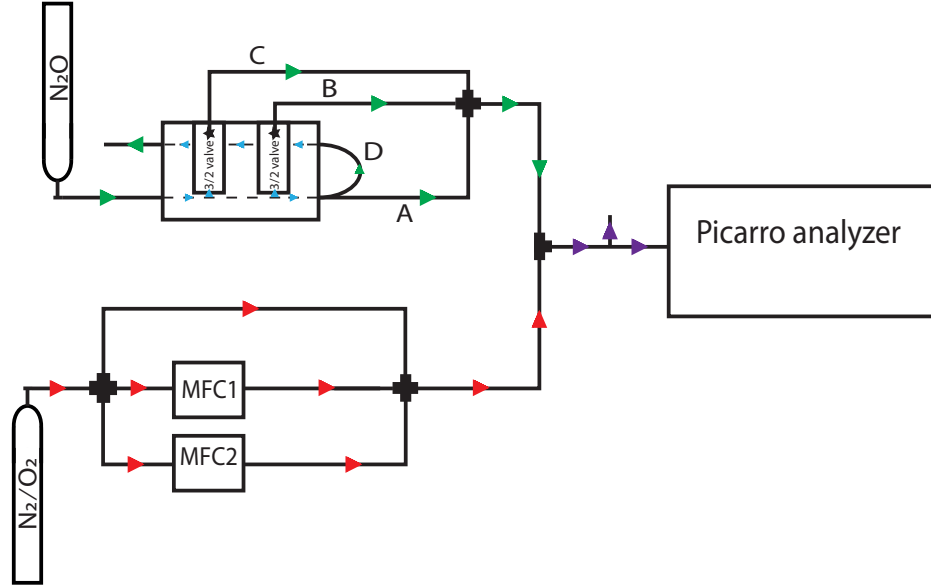 N₂O
C
B
D
3/2 valve
3/2 valve
A
Picarro analyzer
MFC1
MFC2
N₂/O₂